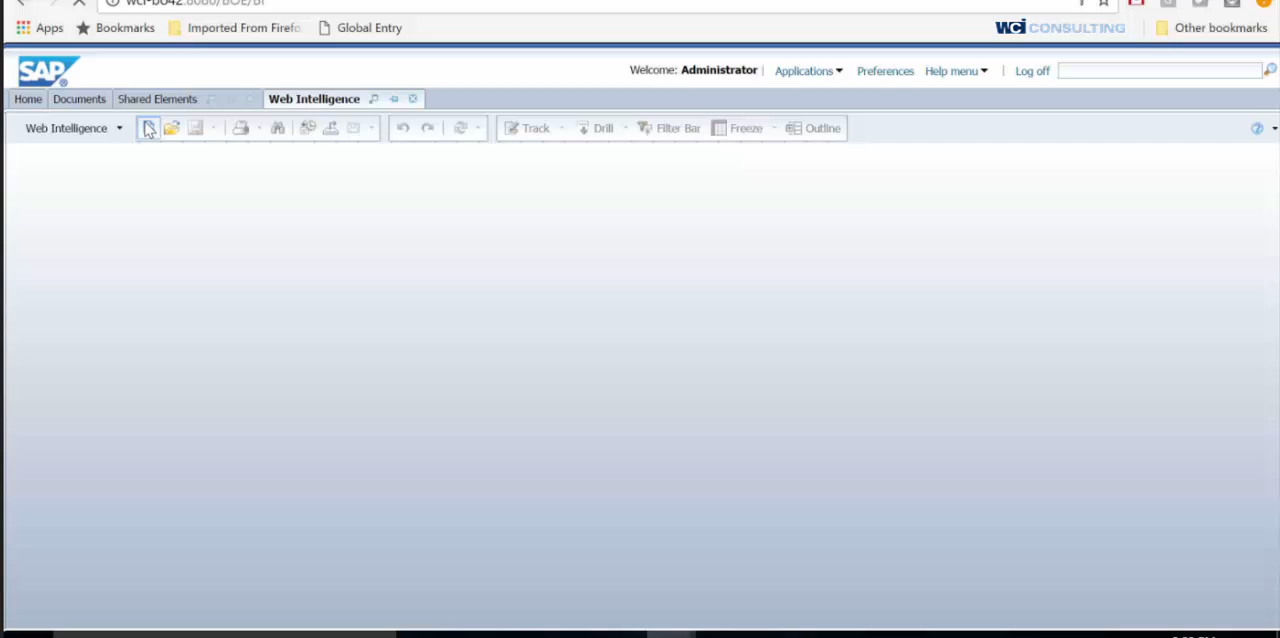 Apps Bookmarks Imported From Firefo WCI CONSULTING Other bookmarks
Global Entry
SAP Welcome: Administrator | Applications Preferences Help menu | Log off
Home Documents Shared Elements Web Intelligence
Web Intelligence Track Drill Filter Bar Freeze Outline